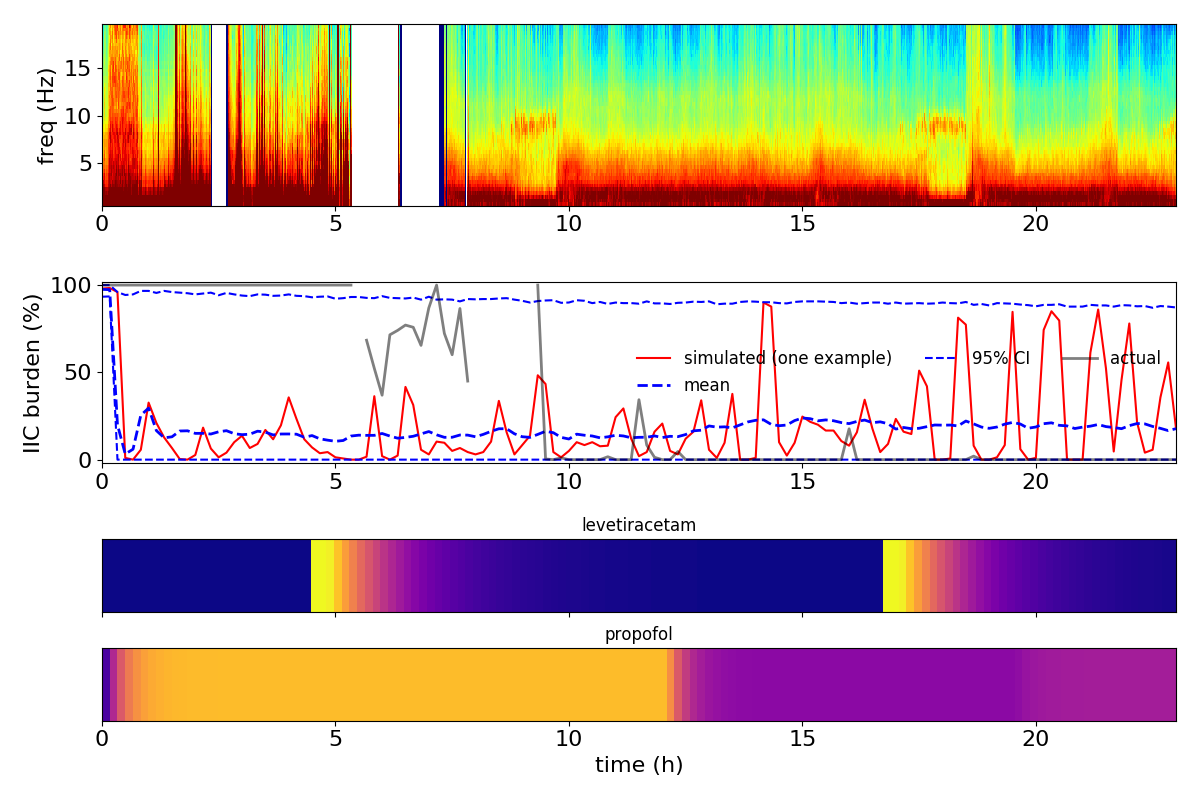 freq (Hz)
15
10
5
0 5 10 15 20
IIC burden (%)
100
50
0
simulated (one example) 95% CI actual
mean
0 5 10 15 20
levetiracetam
propofol
0 5 10 15 20
time (h)